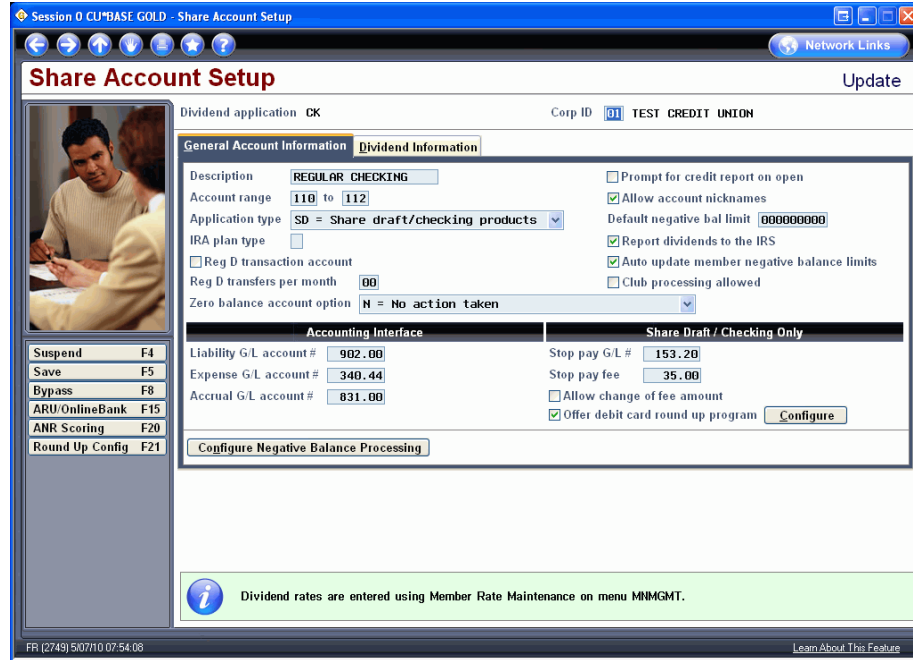 Session 0 CU*BASE GOLD - Share Account Setup
Network Links
Share Account Setup
Update
Dividend application CK
Corp ID 01 TEST CREDIT UNION
General Account Information
Dividend Information
Description REGULAR CHECKING
Account range 110 to 112
Application type SD = Share draft/checking products
IRA plan type
Reg D transaction account
Reg D transfers per month 00
Zero balance account option N = No action taken
Prompt for credit report on open
Allow account nicknames
Default negative bal limit 000000000
Report dividends to the IRS
Auto update member negative balance limits
Club processing allowed
Accounting Interface
Liability G/L account # 902.00
Expense G/L account # 340.44
Accrual G/L account # 831.00
Share Draft / Checking Only
Stop pay G/L # 153.20
Stop pay fee 35.00
Allow change of fee amount
Offer debit card round up program Configure
Configure Negative Balance Processing
Suspend F4
Save F5
Bypass F8
ARU/OnlineBank F15
ANR Scoring F20
Round Up Config F21
Dividend rates are entered using Member Rate Maintenance on menu MNMGMT.
FR (2749) 5/07/10 07:54:08
Learn About This Feature